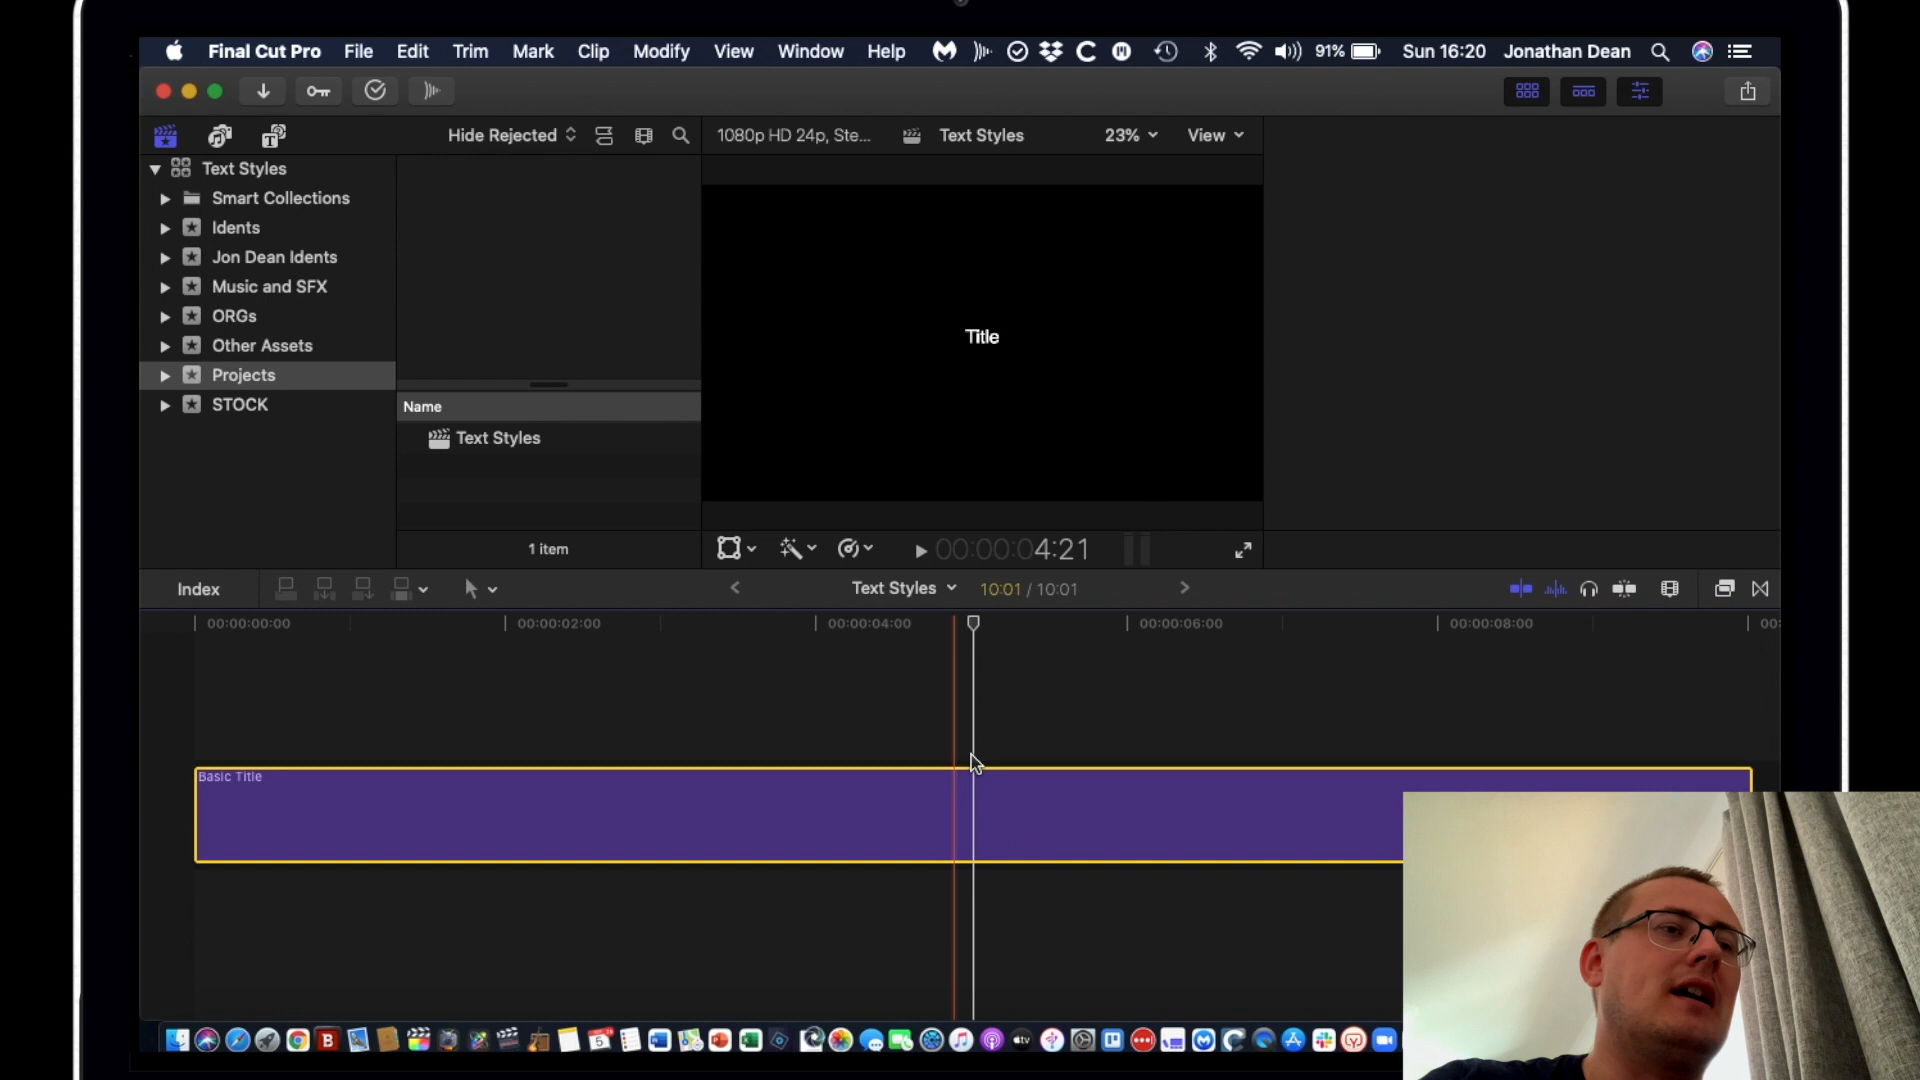 Final Cut Pro File Edit Trim Mark Clip Modify View Window Help 91% Sun 16:20 Jonathan Dean
Hide Rejected 1080p HD 24p, Ste... Text Styles 23% View
Text Styles
Smart Collections
Idents
Jon Dean Idents
Music and SFX
ORGs
Other Assets
Projects
STOCK
Name
Text Styles
1 item
Title
00:00:04:21
Index Text Styles 10:01 / 10:01
00:00:00:00 00:00:02:00 00:00:04:00 00:00:06:00 00:00:08:00 00:
Basic Title